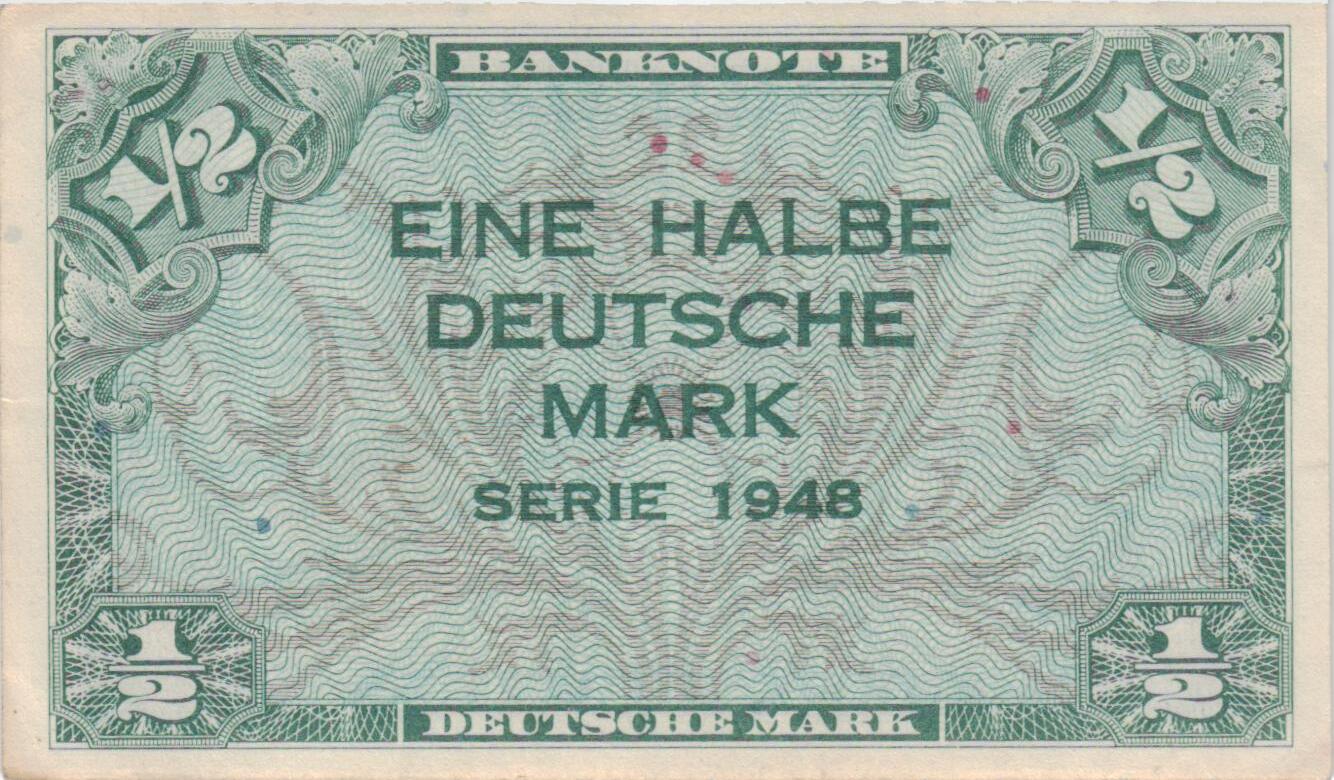 BANKNOTE
1/2
1/2
EINE HALBE
DEUTSCHE
MARK
SERIE 1948
1/2
1/2
DEUTSCHE MARK